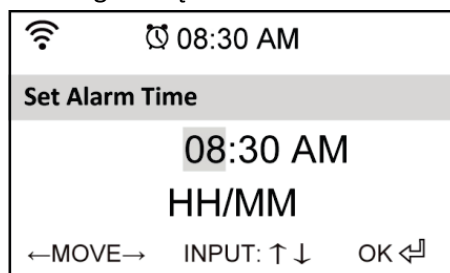 08:30 AM
Set Alarm Time
08:30 AM
HH/MM
←MOVE→ INPUT: ↑↓ OK